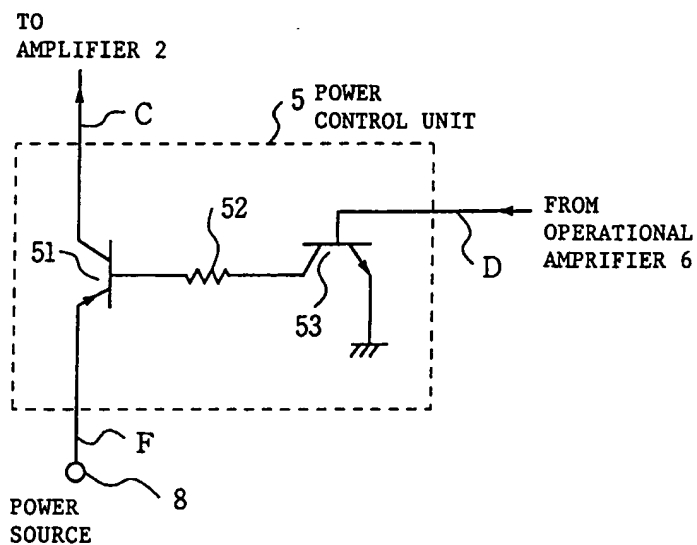 TO
AMPLIFIER 2
C
5 POWER
CONTROL UNIT
52
51
53
FROM
OPERATIONAL
AMPRIFIER 6
D
F
8
POWER
SOURCE